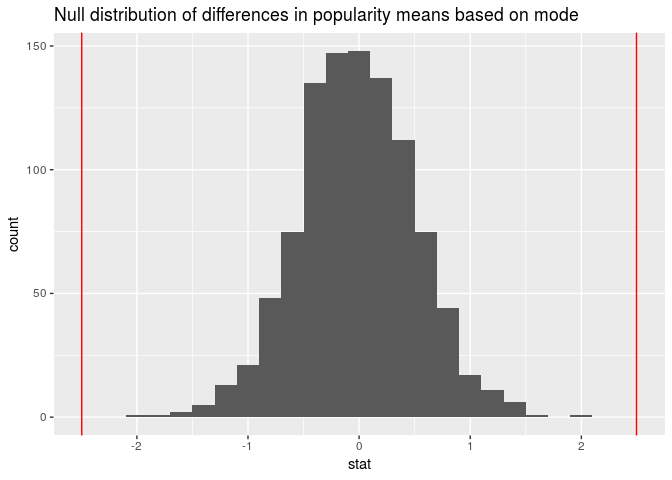 Null distribution of differences in popularity means based on mode
150
100
50
0
count
-2 -1 0 1 2
stat